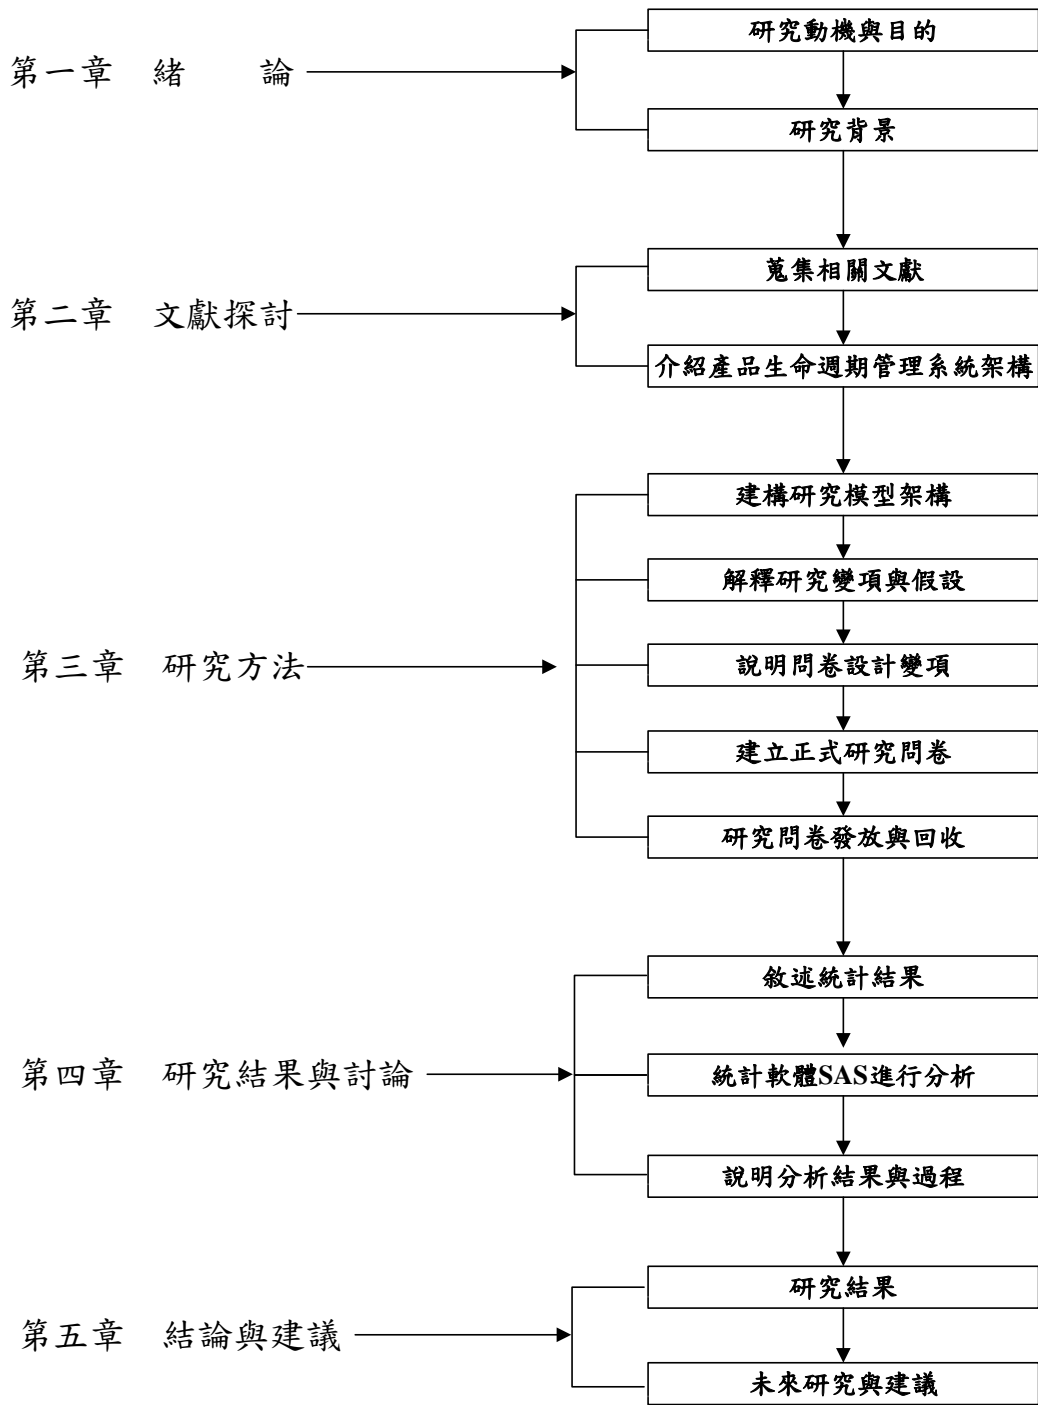 研究動機與目的
第一章　緒　　論
研究背景
蒐集相關文獻
第二章　文獻探討
介紹產品生命週期管理系統架構
建構研究模型架構
解釋研究變項與假設
第三章　研究方法
說明問卷設計變項
建立正式研究問卷
研究問卷發放與回收
敘述統計結果
第四章　研究結果與討論
統計軟體SAS進行分析
說明分析結果與過程
研究結果
第五章　結論與建議
未來研究與建議